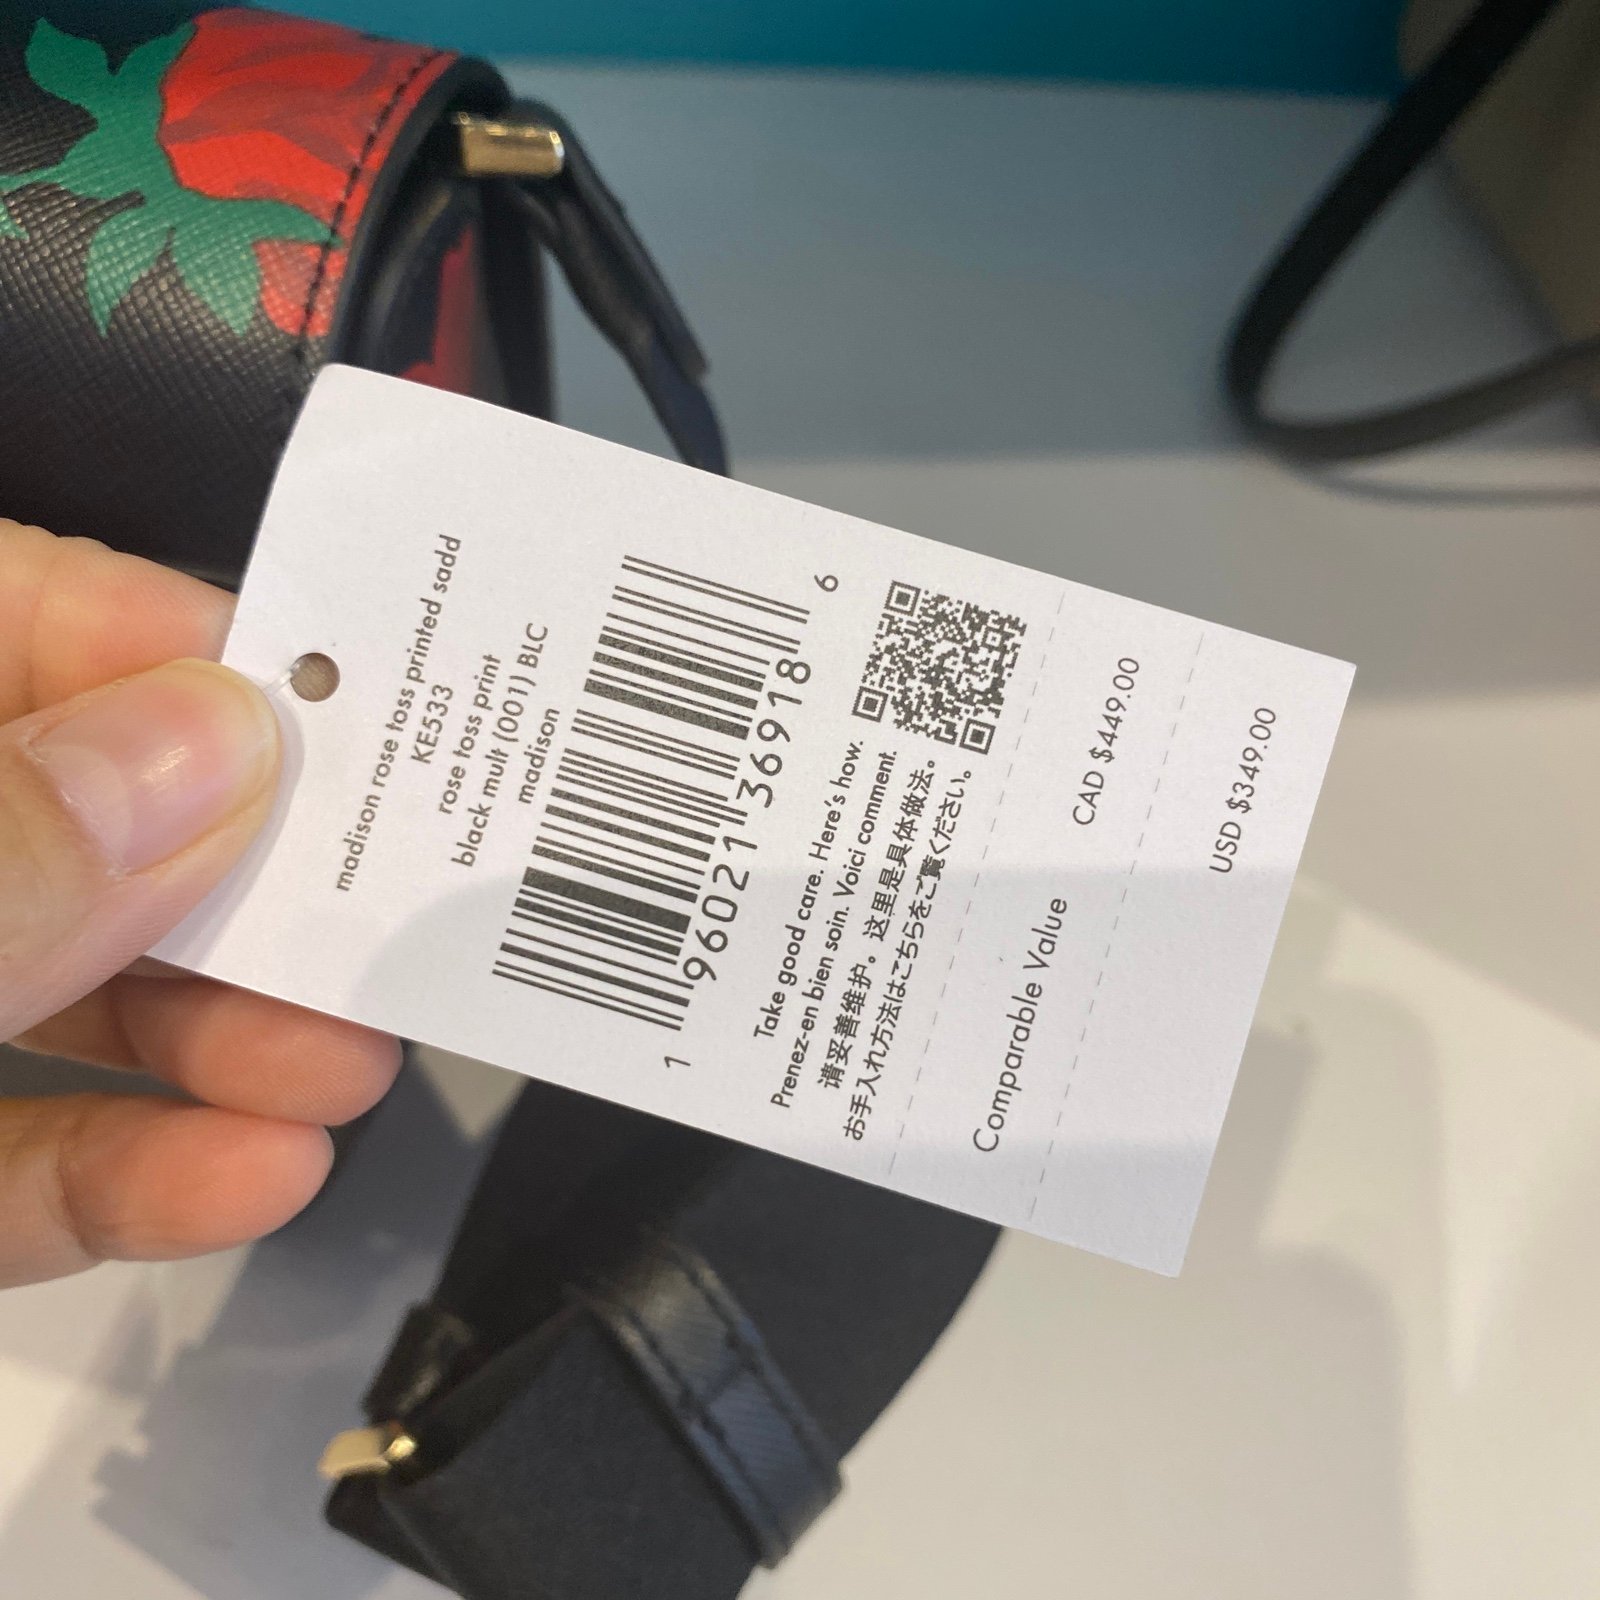 madison rose toss printed sadd
KE533
rose toss print
black mult (001) BLC
madison
1 96021 36918 6
Take good care. Here's how.
Prenez-en bien soin. Voici comment.
请妥善维护。这里是具体做法。
お手入れ方法はこちらをご覧ください。
Comparable Value
CAD $449.00
USD $349.00